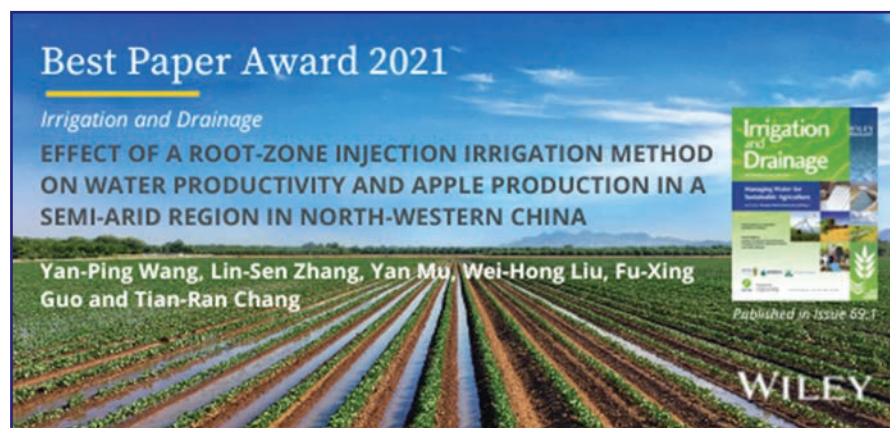 Best Paper Award 2021
Irrigation and Drainage
EFFECT OF A ROOT-ZONE INJECTION IRRIGATION METHOD
ON WATER PRODUCTIVITY AND APPLE PRODUCTION IN A
SEMI-ARID REGION IN NORTH-WESTERN CHINA
Yan-Ping Wang, Lin-Sen Zhang, Yan Mu, Wei-Hong Liu, Fu-Xing
Guo and Tian-Ran Chang
Irrigation
and
Drainage
WILEY
Managing Water for
Sustainable Agriculture
Published in Issue 69:1
WILEY